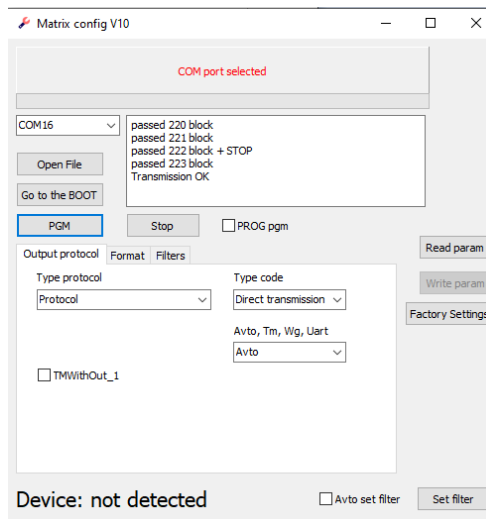 Matrix config V10
COM port selected
COM16
passed 220 block
passed 221 block
passed 222 block + STOP
passed 223 block
Transmission OK
Open File
Go to the BOOT
PGM
Stop
PROG pgm
Read param
Write param
Factory Settings
Output protocol Format Filters
Type protocol
Type code
Protocol
Direct transmission
Avto, Tm, Wg, Uart
Avto
TMWithOut_1
Device: not detected
Avto set filter
Set filter